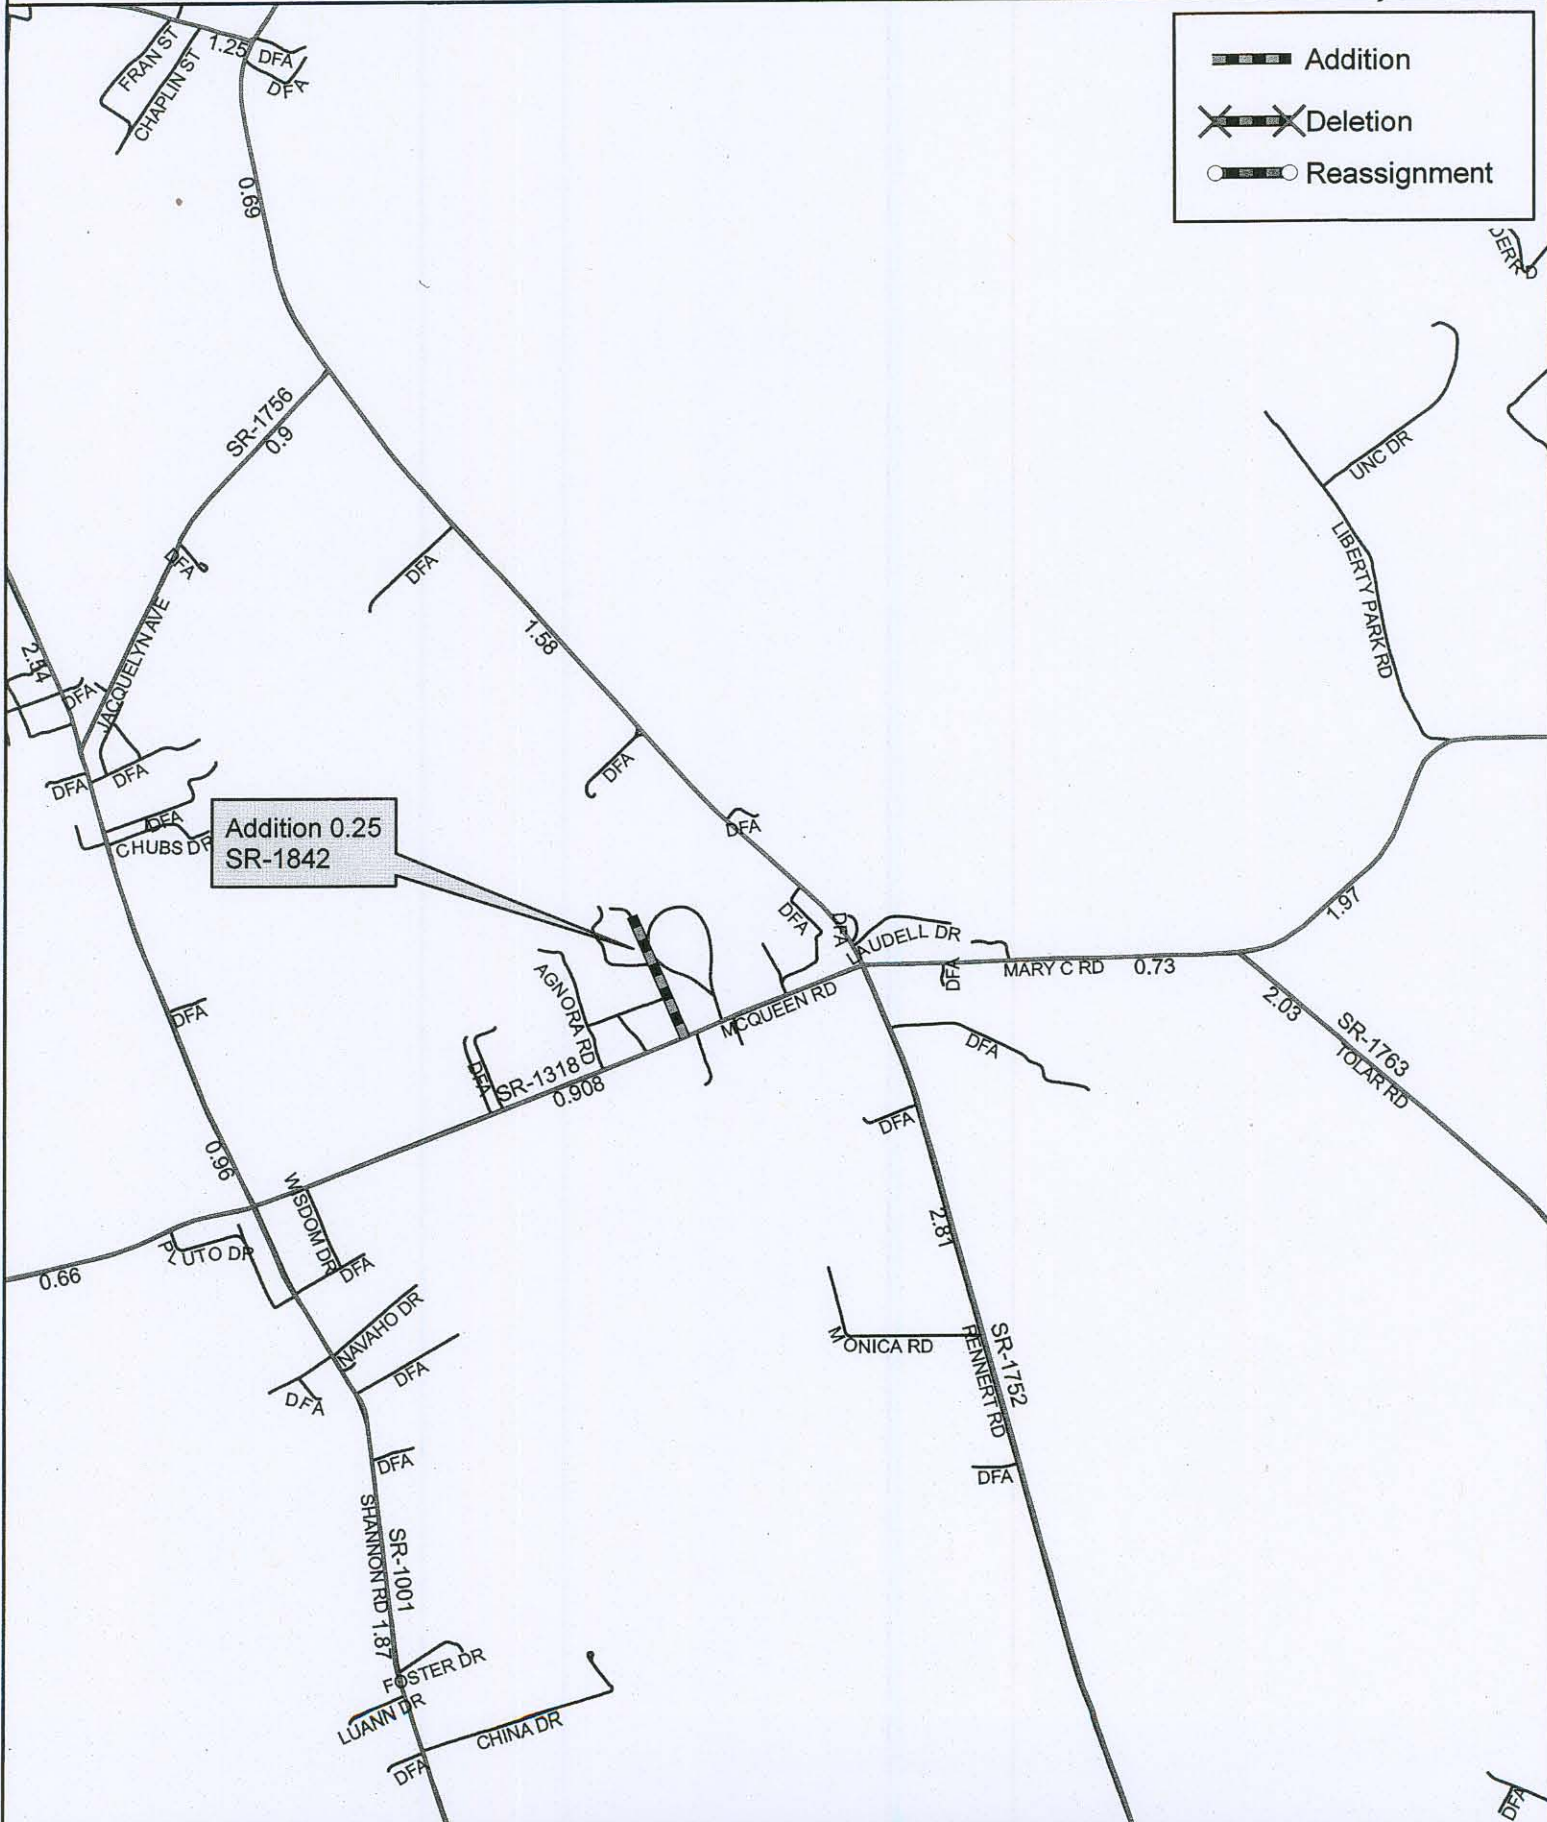 Addition
Deletion
Reassignment
FRAN ST
CHAPLIN ST
1.25
DFA
DFA
0.69
SR-1756
0.9
UNC DR
LIBERTY PARK RD
DFA
DFA
1.58
JACQUELYN AVE
2.54
DFA
DFA
DFA
DFA
DFA
CHUBS DR
DFA
Addition 0.25
SR-1842
DFA
DFA
LAUDELL DR
1.97
AGNORA RD
DFA
MARY C RD
0.73
2.03
SR-1763
TOLAR RD
MCQUEEN RD
DFA
DFA
DFA
SR-1318
0.908
DFA
0.96
WISDOM DR
PLUTO DR
DFA
0.66
2.81
NAVAHO DR
DFA
DFA
MONICA RD
RENNERT RD
SR-1752
DFA
DFA
SHANNON RD 1.87
SR-1001
FOSTER DR
LUANN DR
CHINA DR
DFA
DFA